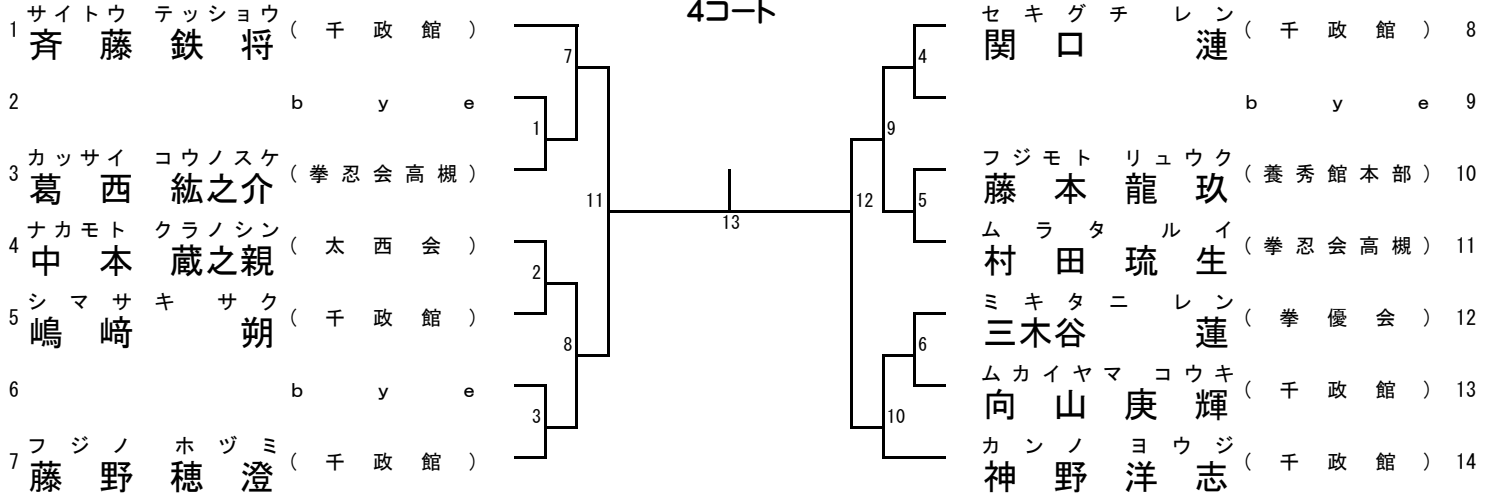 4コート
サイトウ テッショウ
1 斉藤鉄将 (千政館)
2 bye
カッサイ コウノスケ
3 葛西紘之介 (拳忍会高槻)
ナカモト クラノシン
4 中本蔵之親 (太西会)
シマサキ サク
5 嶋﨑朔 (千政館)
6 bye
フジノ ホヅミ
7 藤野穂澄 (千政館)
7
1
11
2
8
3
13
4
9
12
5
6
10
セキグチ レン
関口漣 (千政館) 8
bye 9
フジモト リュウク
藤本龍玖 (養秀館本部) 10
ムラタ ルイ
村田琉生 (拳忍会高槻) 11
ミキタニ レン
三木谷蓮 (拳優会) 12
ムカイヤマ コウキ
向山庚輝 (千政館) 13
カンノ ヨウジ
神野洋志 (千政館) 14